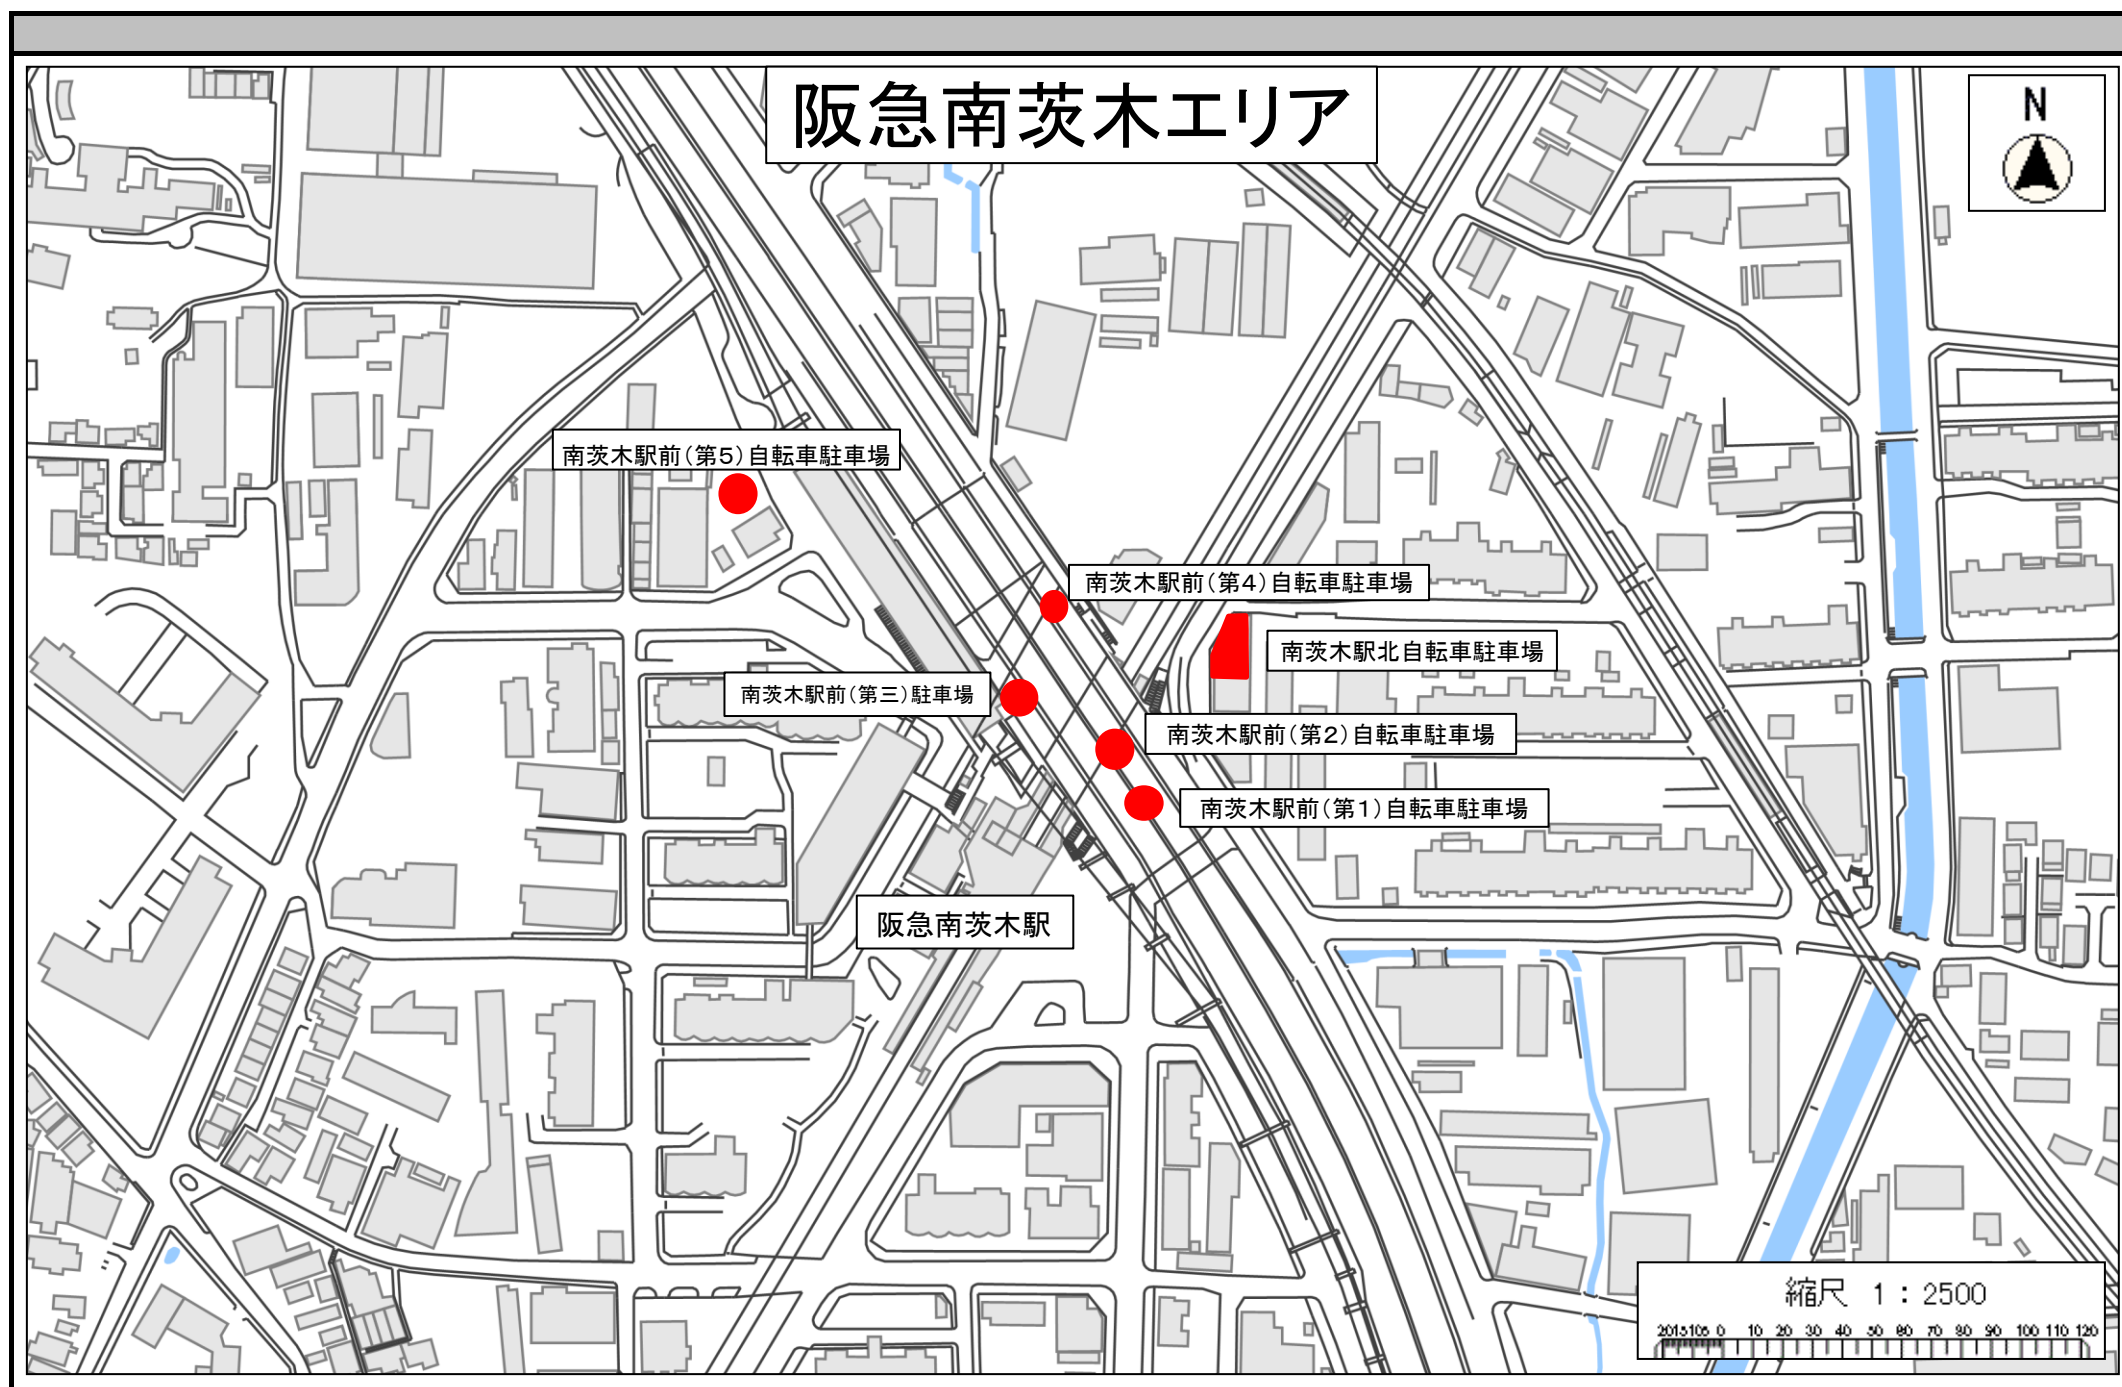 阪急南茨木エリア
N
南茨木駅前(第5)自転車駐車場
南茨木駅前(第4)自転車駐車場
南茨木駅北自転車駐車場
南茨木駅前(第三)駐車場
南茨木駅前(第2)自転車駐車場
南茨木駅前(第1)自転車駐車場
阪急南茨木駅
縮尺 1:2500
20 15 10 5 0 10 20 30 40 50 60 70 80 90 100 110 120